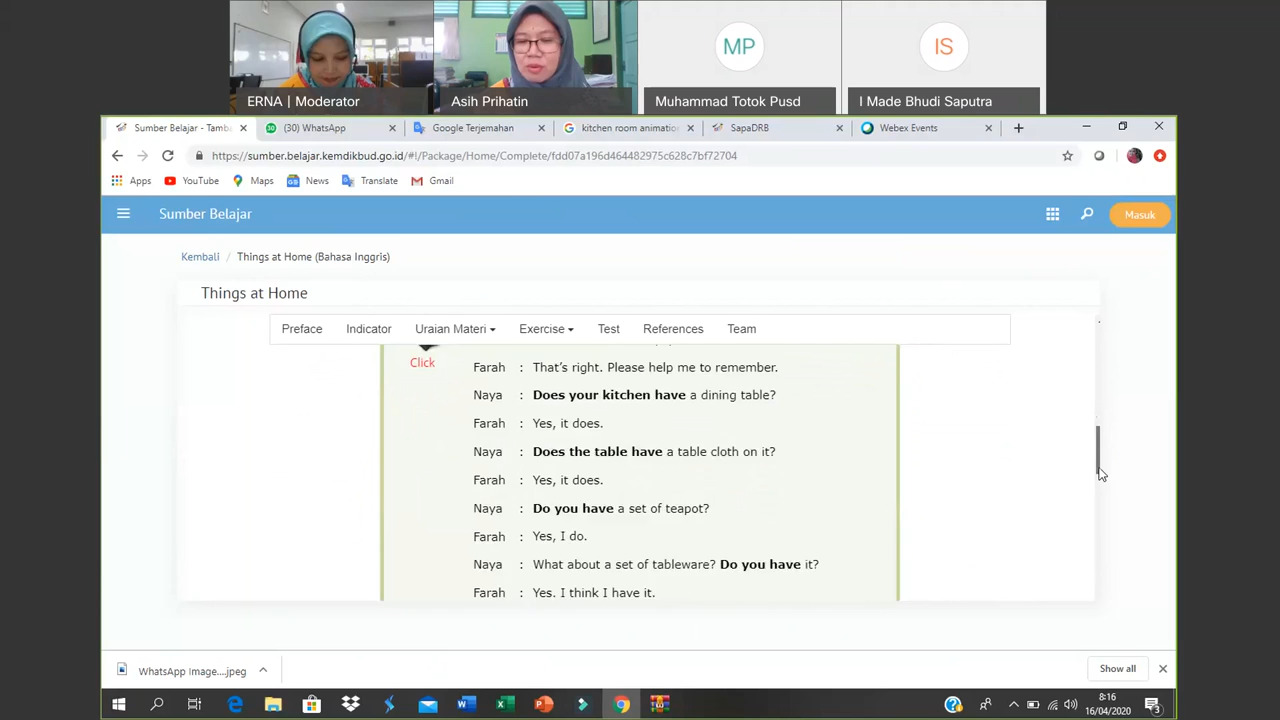 ERNA | Moderator
Asih Prihatin
MP
Muhammad Totok Pusd
IS
I Made Bhudi Saputra
Sumber Belajar - Tamba
(30) WhatsApp
Google Terjemahan
kitchen room animatio
SapaDRB
Webex Events
https://sumber.belajar.kemdikbud.go.id/#!/Package/Home/Complete/fdd07a196d464482975c628c7bf72704
Apps
YouTube
Maps
News
Translate
Gmail
Sumber Belajar
Masuk
Kembali / Things at Home (Bahasa Inggris)
Things at Home
Preface
Indicator
Uraian Materi
Exercise
Test
References
Team
Click
Farah : That's right. Please help me to remember.
Naya : Does your kitchen have a dining table?
Farah : Yes, it does.
Naya : Does the table have a table cloth on it?
Farah : Yes, it does.
Naya : Do you have a set of teapot?
Farah : Yes, I do.
Naya : What about a set of tableware? Do you have it?
Farah : Yes. I think I have it.
WhatsApp Image....jpeg
Show all
8:16
16/04/2020
3